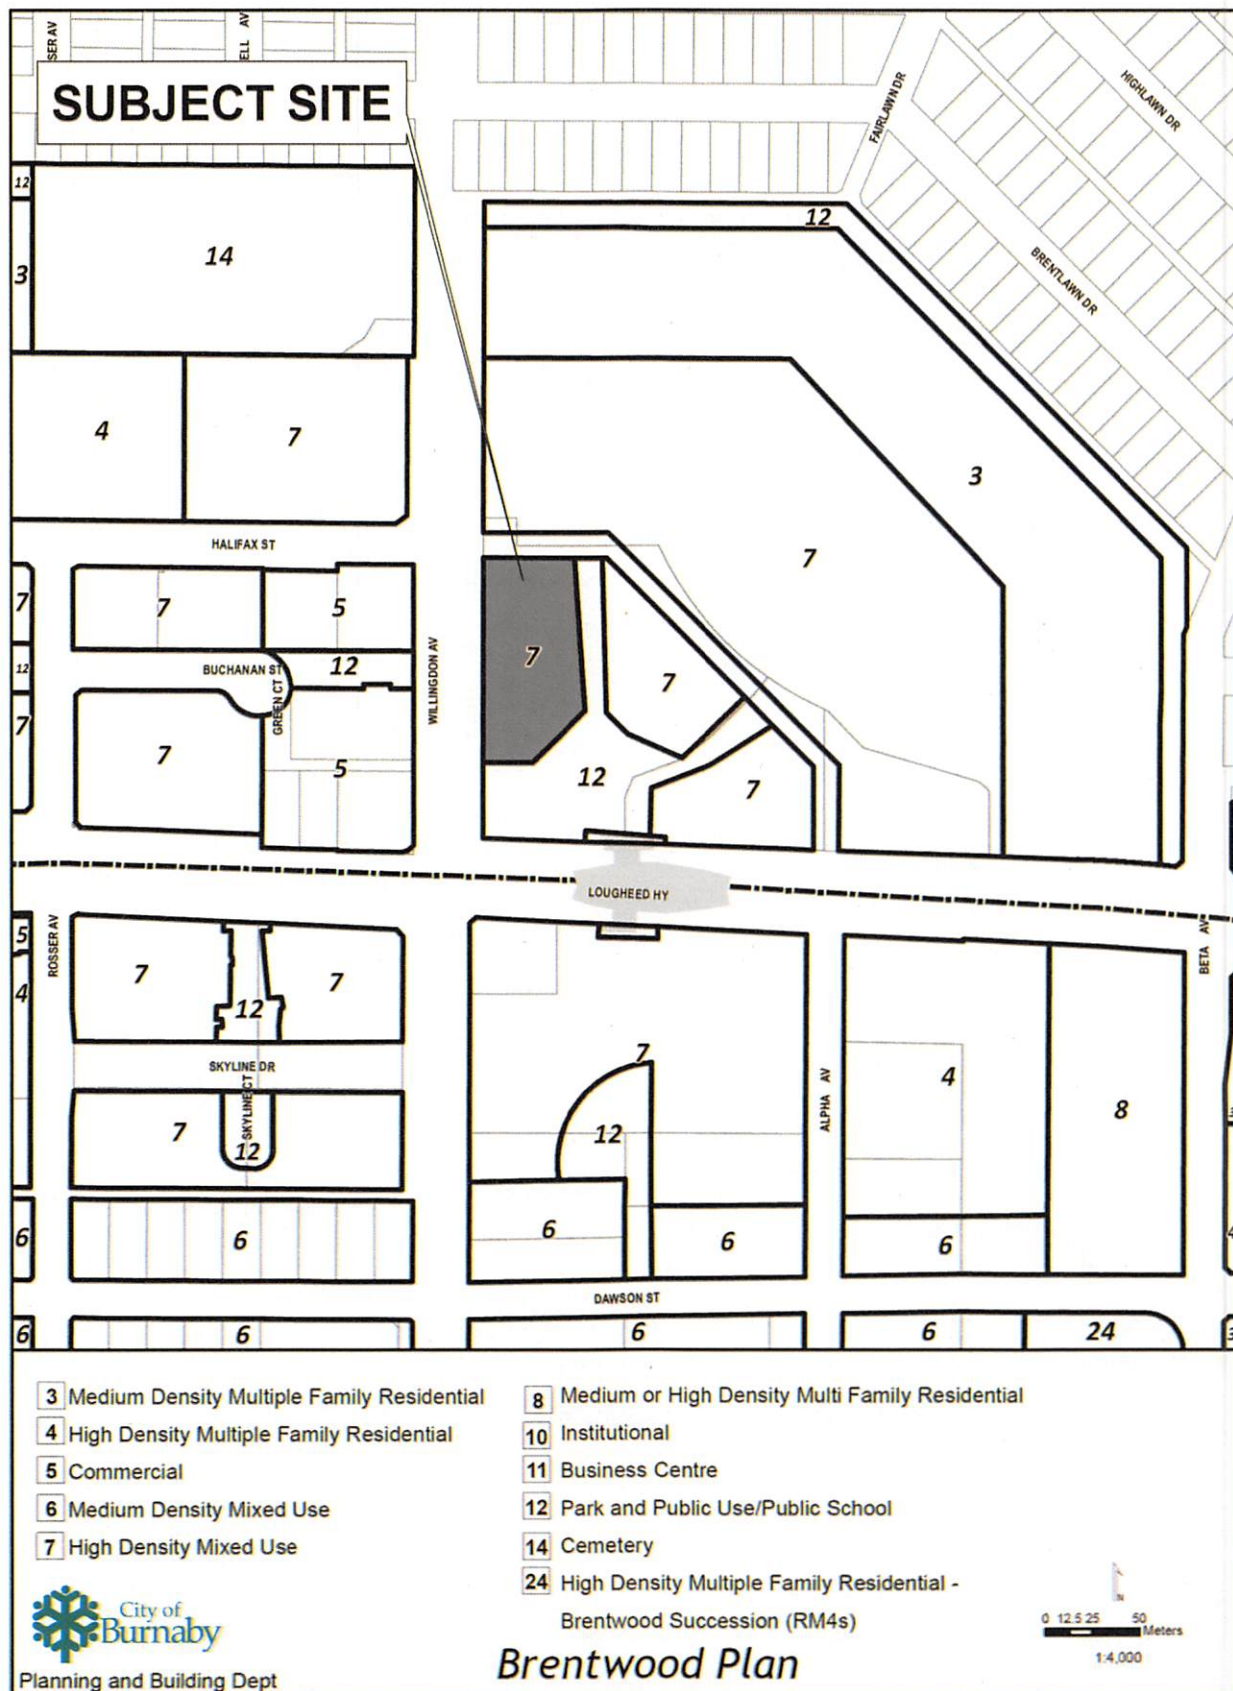 SER AV
ELL AV
SUBJECT SITE
HIGHLAWN DR
FAIRLAWN DR
12
12
14
3
BRENTLAWN DR
4
7
3
HALIFAX ST
7
7
7
5
12
BUCHANAN ST
12
GREEN CT
WILLINGDON AV
7
7
7
7
5
12
7
LOUGHEED HY
5
ROSSER AV
BETA AV
4
7
12
7
SKYLINE DR
7
ALPHA AV
4
8
7
SKYLINE CT
12
12
3
6
6
6
6
6
4
DAWSON ST
6
6
6
6
24
3
3 Medium Density Multiple Family Residential
4 High Density Multiple Family Residential
5 Commercial
6 Medium Density Mixed Use
7 High Density Mixed Use
8 Medium or High Density Multi Family Residential
10 Institutional
11 Business Centre
12 Park and Public Use/Public School
14 Cemetery
24 High Density Multiple Family Residential -
Brentwood Succession (RM4s)
City of
Burnaby
Planning and Building Dept
Brentwood Plan
N
0 12.5 25 50
Meters
1:4,000